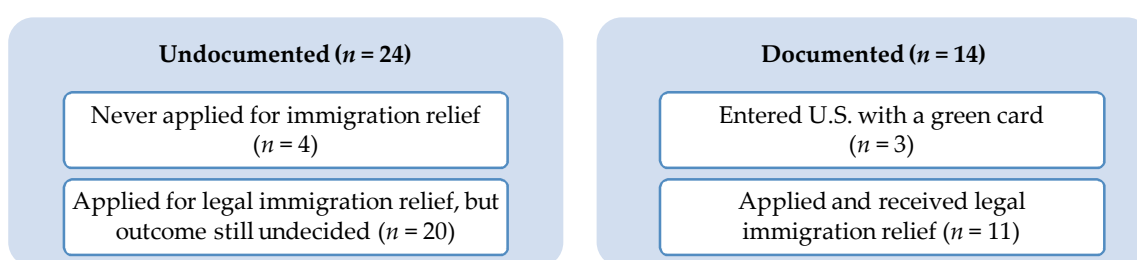 Undocumented (n = 24)
Never applied for immigration relief
(n = 4)
Applied for legal immigration relief, but
outcome still undecided (n = 20)
Documented (n = 14)
Entered U.S. with a green card
(n = 3)
Applied and received legal
immigration relief (n = 11)